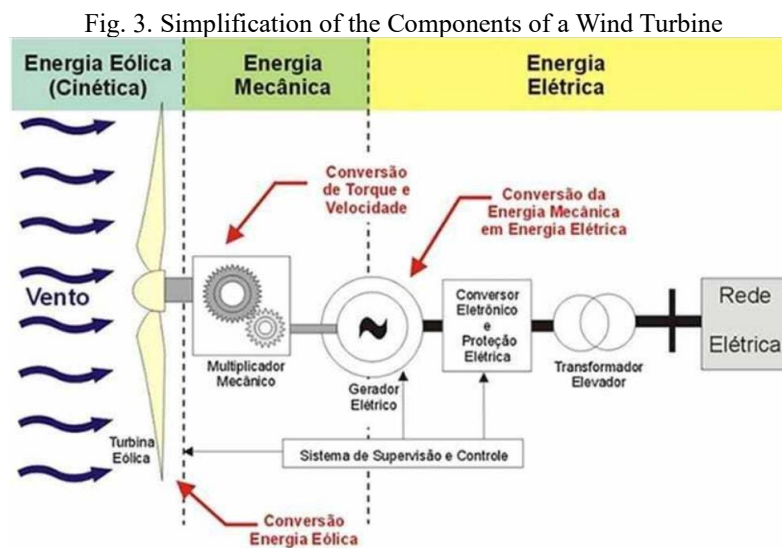 Fig. 3. Simplification of the Components of a Wind Turbine
Energia Eólica
(Cinética)
Energia
Mecânica
Energia
Elétrica
Conversão
de Torque e
Velocidade
Conversão da
Energia Mecânica
em Energia Elétrica
Vento
Multiplicador
Mecânico
Gerador
Elétrico
Conversor
Eletrônico
e
Proteção
Elétrica
Transformador
Elevador
Rede
Elétrica
Turbina
Eólica
Sistema de Supervisão e Controle
Conversão
Energia Eólica